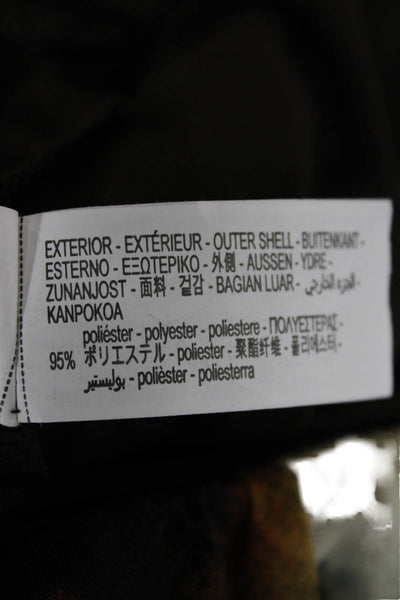 EXTERIOR - EXTÉRIEUR - OUTER SHELL - BUITENKANT -
ESTERNO - ΕΞΩΤΕΡΙΚΟ - 外側 - AUSSEN - YDRE -
ZUNANJOST - 面料 - 겉감 - BAGIAN LUAR - الجزء الخارجي -
KANPOKOA
poliéster - polyester - poliestere - ΠΟΛΥΕΣΤΕΡΑΣ -
95% ポリエステル - poliester - 聚酯纤维 - 폴리에스터 -
بوليستير - polièster - poliesterra